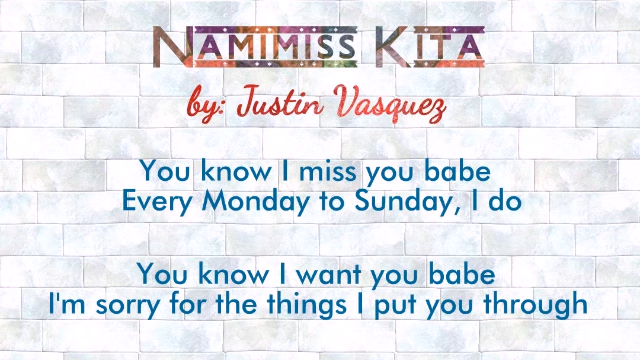 NAMIMISS KITA
by: Justin Vasquez
You know I miss you babe
Every Monday to Sunday, I do
You know I want you babe
I'm sorry for the things I put you through